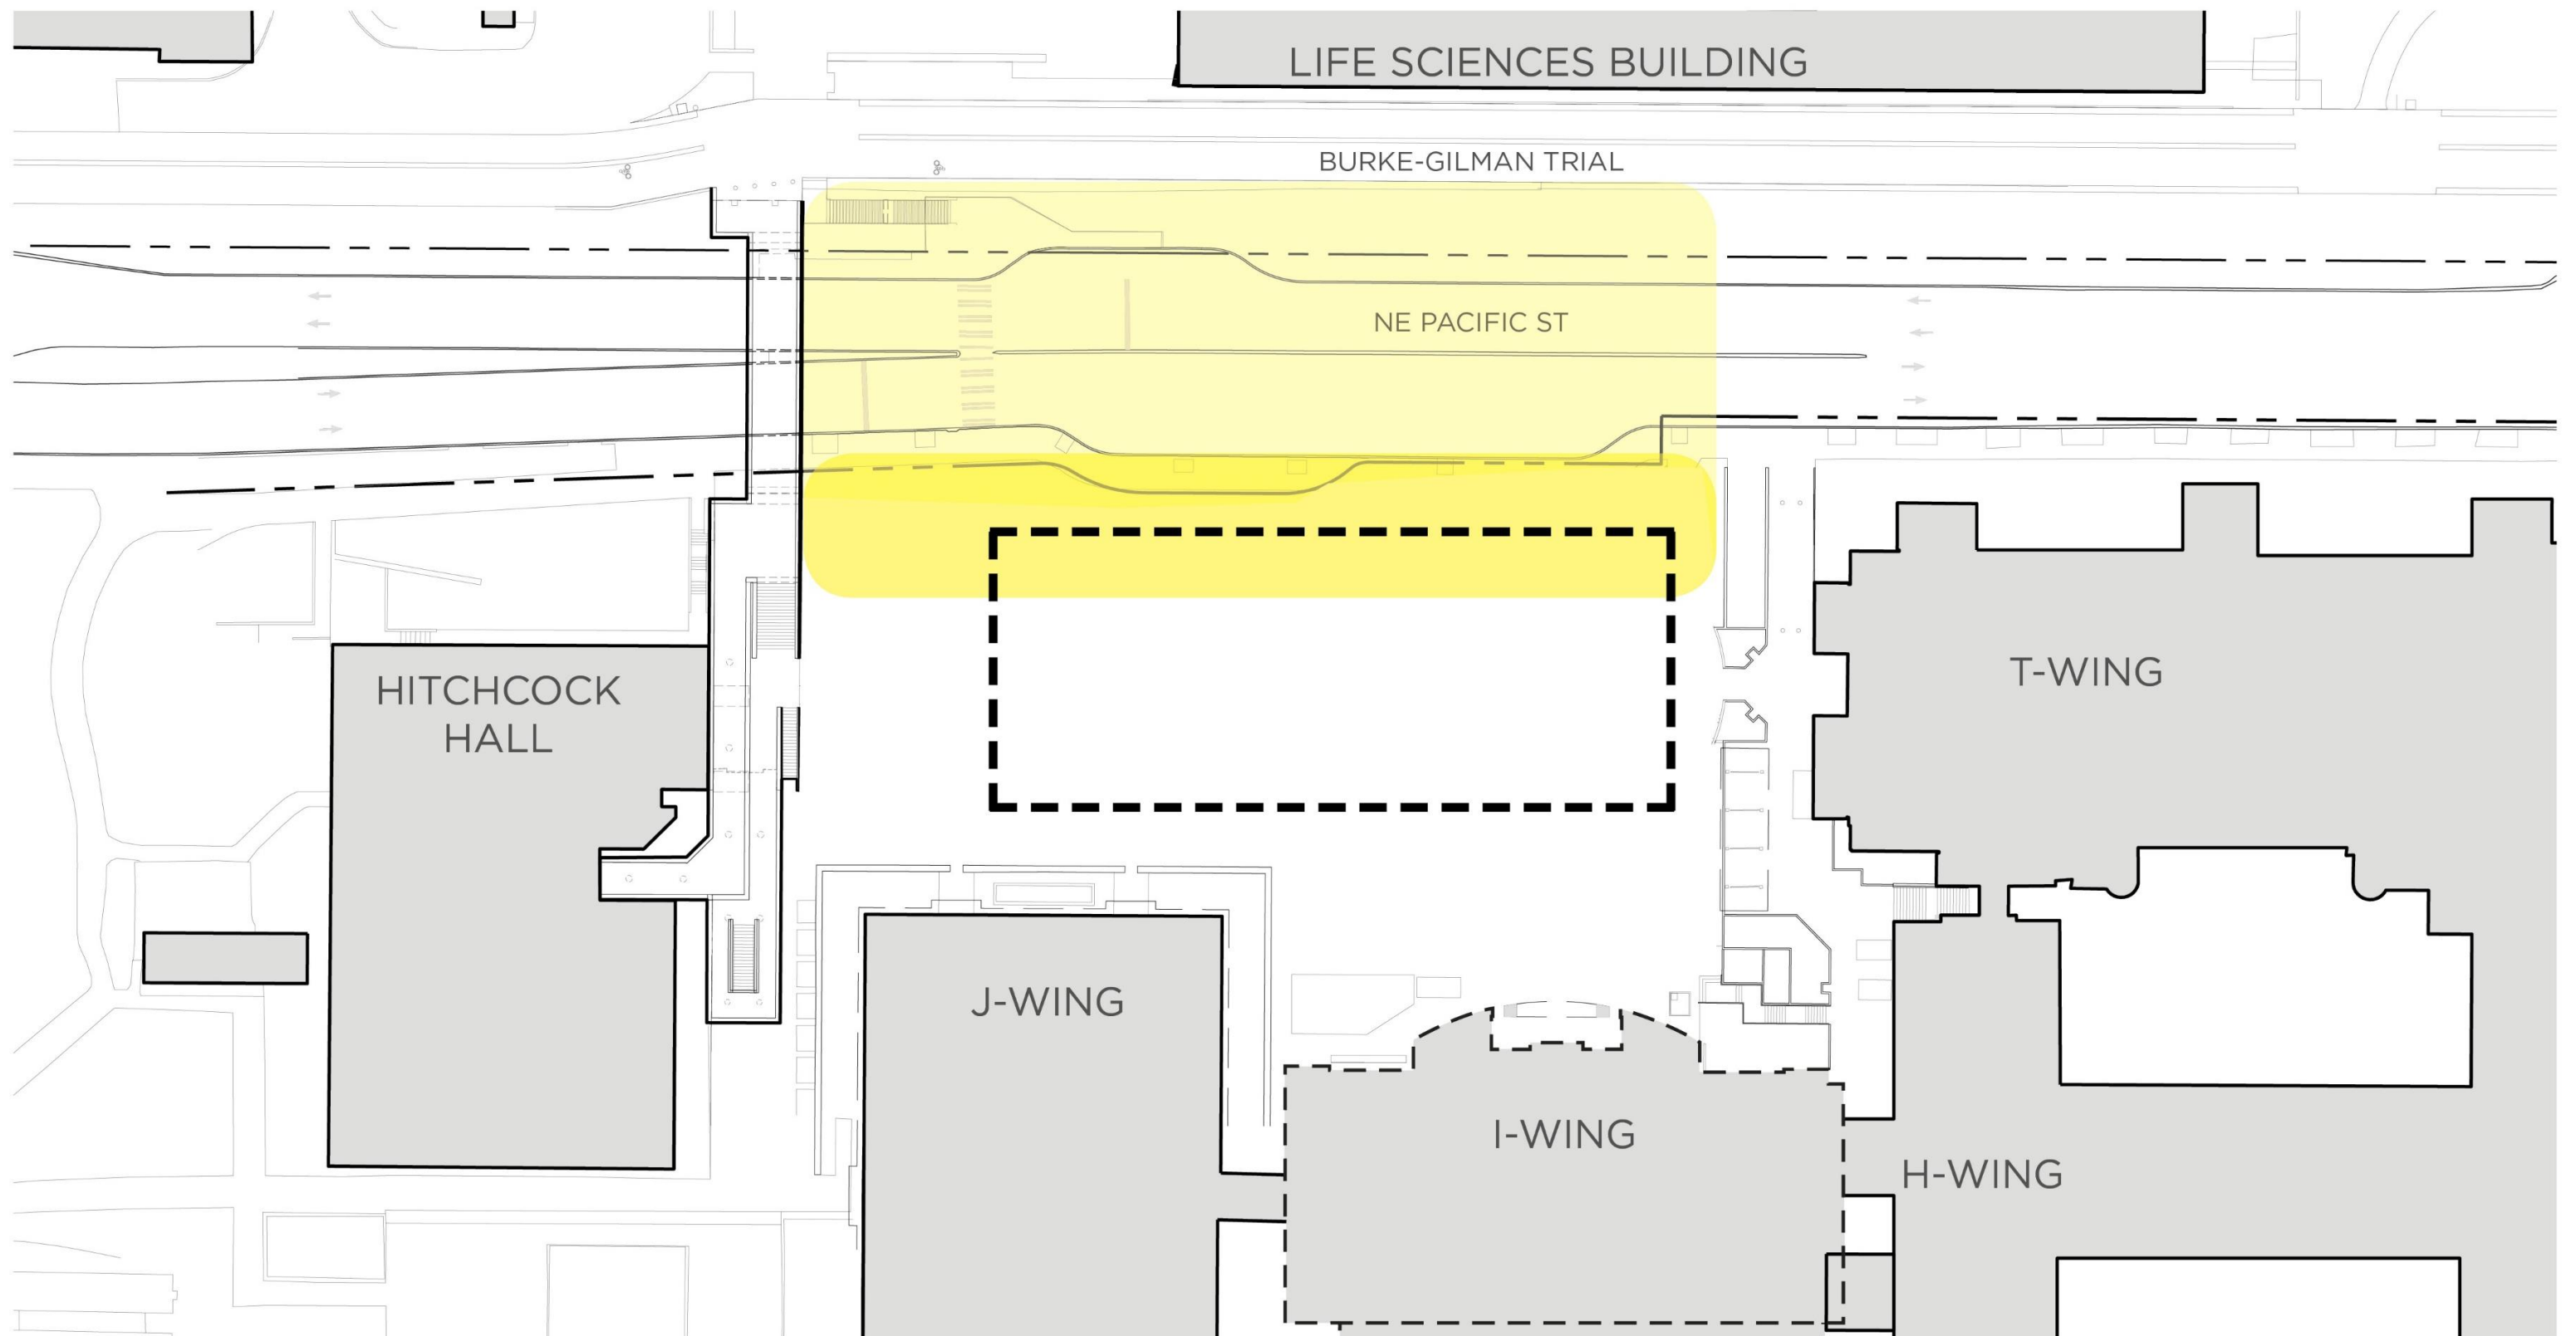 LIFE SCIENCES BUILDING
BURKE-GILMAN TRIAL
NE PACIFIC ST
HITCHCOCK
HALL
T-WING
J-WING
I-WING
H-WING